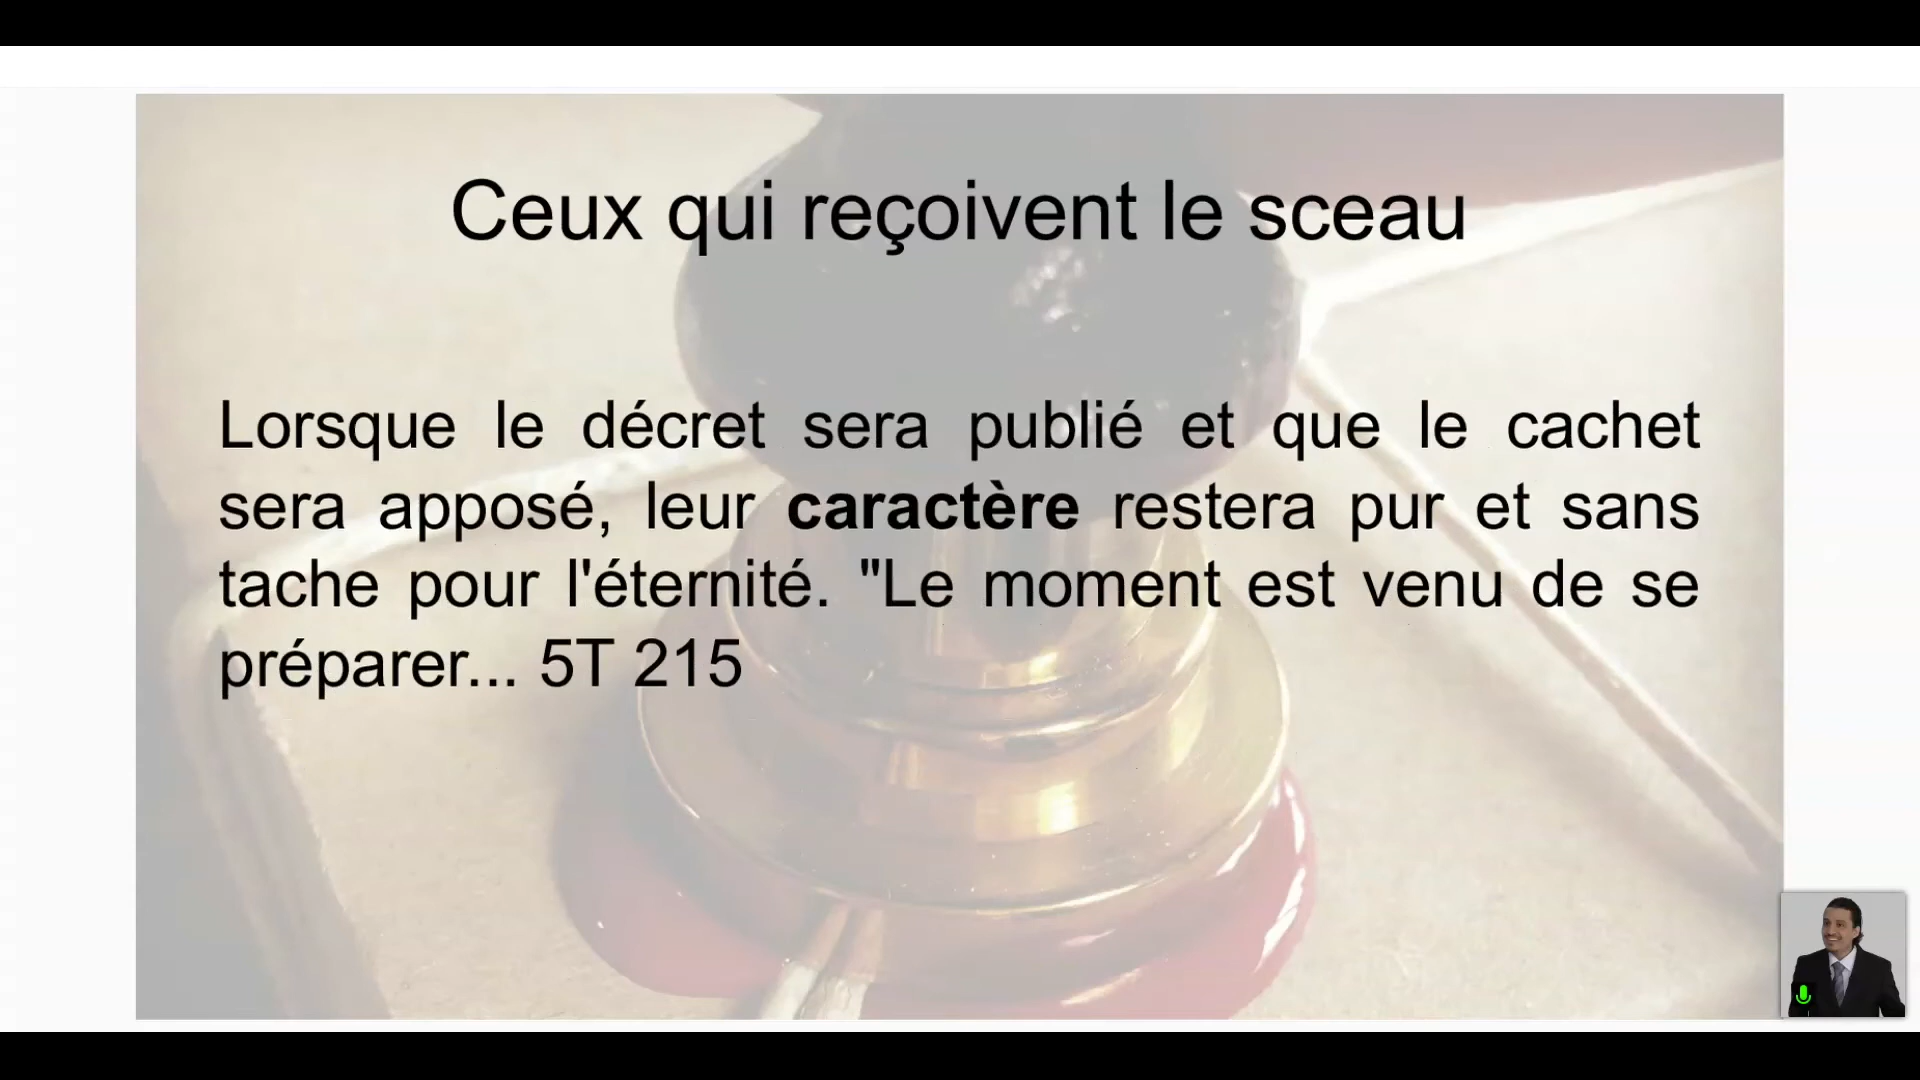 Ceux qui reçoivent le sceau
Lorsque le décret sera publié et que le cachet
sera apposé, leur caractère restera pur et sans
tache pour l'éternité. "Le moment est venu de se
préparer... 5T 215